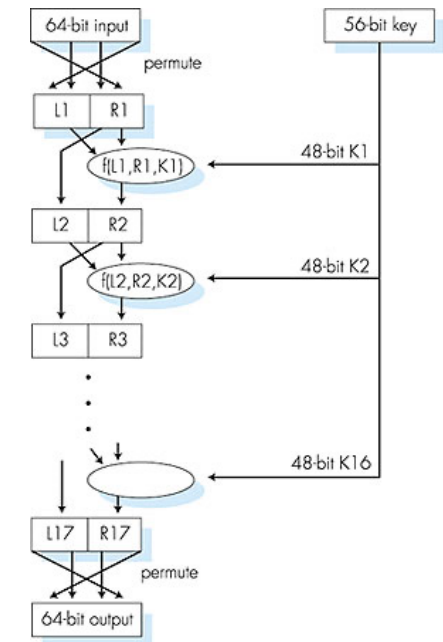 64-bit input
56-bit key
permute
L1 R1
48-bit K1
f(L1,R1,K1)
L2 R2
48-bit K2
f(L2,R2,K2)
L3 R3
48-bit K16
L17 R17
permute
64-bit output